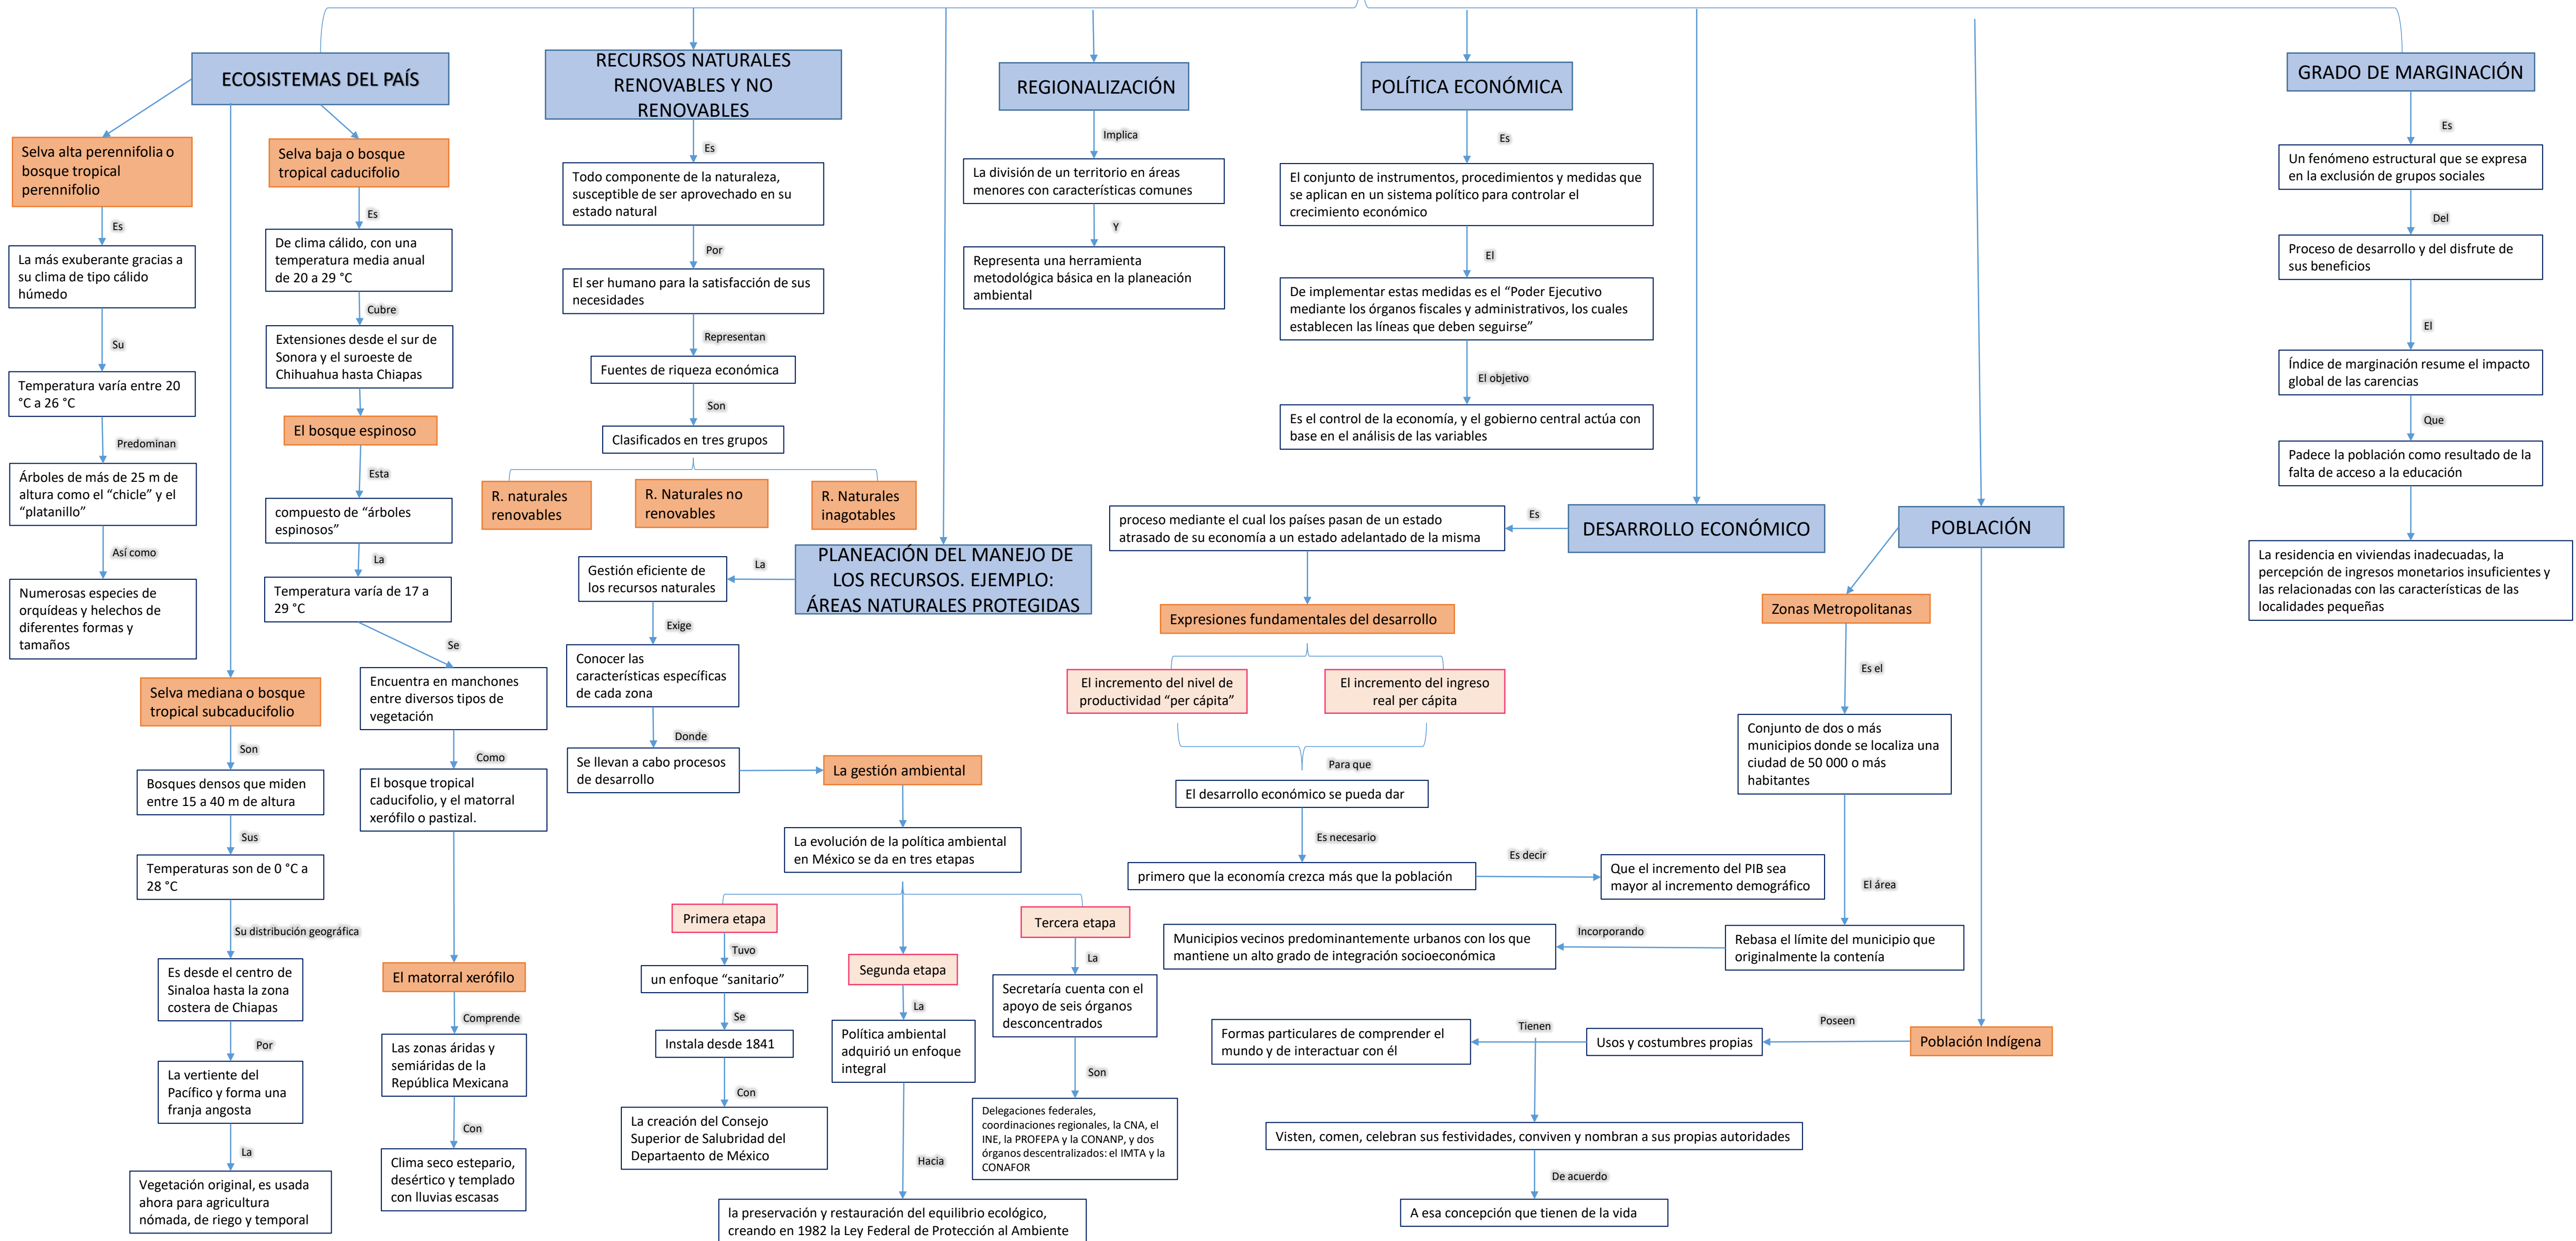 ECOSISTEMAS DEL PAÍS
Selva alta perennifolia o
bosque tropical
perennifolio
Es
La más exuberante gracias a
su clima de tipo cálido
húmedo
Su
Temperatura varía entre 20
°C a 26 °C
Predominan
Árboles de más de 25 m de
altura como el “chicle” y el
“platanillo”
Así como
Numerosas especies de
orquídeas y helechos de
diferentes formas y
tamaños
Selva mediana o bosque
tropical subcaducifolio
Son
Bosques densos que miden
entre 15 a 40 m de altura
Sus
Temperaturas son de 0 °C a
28 °C
Su distribución geográfica
Es desde el centro de
Sinaloa hasta la zona
costera de Chiapas
Por
La vertiente del
Pacífico y forma una
franja angosta
La
Vegetación original, es usada
ahora para agricultura
nómada, de riego y temporal
Selva baja o bosque
tropical caducifolio
Es
De clima cálido, con una
temperatura media anual
de 20 a 29 °C
Cubre
Extensiones desde el sur de
Sonora y el suroeste de
Chihuahua hasta Chiapas
El bosque espinoso
Esta
compuesto de “árboles
espinosos”
La
Temperatura varía de 17 a
29 °C
Se
Encuentra en manchones
entre diversos tipos de
vegetación
Como
El bosque tropical
caducifolio, y el matorral
xerófilo o pastizal.
El matorral xerófilo
Comprende
Las zonas áridas y
semiáridas de la
República Mexicana
Con
Clima seco estepario,
desértico y templado
con lluvias escasas
RECURSOS NATURALES
RENOVABLES Y NO
RENOVABLES
Es
Todo componente de la naturaleza,
susceptible de ser aprovechado en su
estado natural
Por
El ser humano para la satisfacción de sus
necesidades
Representan
Fuentes de riqueza económica
Son
Clasificados en tres grupos
R. naturales
renovables
R. Naturales no
renovables
R. Naturales
inagotables
PLANEACIÓN DEL MANEJO DE
LOS RECURSOS. EJEMPLO:
ÁREAS NATURALES PROTEGIDAS
La
Gestión eficiente de
los recursos naturales
Exige
Conocer las
características específicas
de cada zona
Donde
Se llevan a cabo procesos
de desarrollo
La gestión ambiental
La evolución de la política ambiental
en México se da en tres etapas
Primera etapa
Tuvo
un enfoque “sanitario”
Se
Instala desde 1841
Con
La creación del Consejo
Superior de Salubridad del
Departaento de México
Segunda etapa
La
Política ambiental
adquirió un enfoque
integral
Hacia
la preservación y restauración del equilibrio ecológico,
creando en 1982 la Ley Federal de Protección al Ambiente
Tercera etapa
La
Secretaría cuenta con el
apoyo de seis órganos
desconcentrados
Son
Delegaciones federales,
coordinaciones regionales, la CNA, el
INE, la PROFEPA y la CONANP, y dos
órganos descentralizados: el IMTA y la
CONAFOR
REGIONALIZACIÓN
Implica
La división de un territorio en áreas
menores con características comunes
Y
Representa una herramienta
metodológica básica en la planeación
ambiental
POLÍTICA ECONÓMICA
Es
El conjunto de instrumentos, procedimientos y medidas que
se aplican en un sistema político para controlar el
crecimiento económico
El
De implementar estas medidas es el “Poder Ejecutivo
mediante los órganos fiscales y administrativos, los cuales
establecen las líneas que deben seguirse”
El objetivo
Es el control de la economía, y el gobierno central actúa con
base en el análisis de las variables
DESARROLLO ECONÓMICO
Es
proceso mediante el cual los países pasan de un estado
atrasado de su economía a un estado adelantado de la misma
Expresiones fundamentales del desarrollo
El incremento del nivel de
productividad “per cápita”
El incremento del ingreso
real per cápita
Para que
El desarrollo económico se pueda dar
Es necesario
primero que la economía crezca más que la población
Es decir
Que el incremento del PIB sea
mayor al incremento demográfico
POBLACIÓN
Zonas Metropolitanas
Es el
Conjunto de dos o más
municipios donde se localiza una
ciudad de 50 000 o más
habitantes
El área
Rebasa el límite del municipio que
originalmente la contenía
Incorporando
Municipios vecinos predominantemente urbanos con los que
mantiene un alto grado de integración socioeconómica
Población Indígena
Poseen
Usos y costumbres propias
Tienen
Formas particulares de comprender el
mundo y de interactuar con él
Visten, comen, celebran sus festividades, conviven y nombran a sus propias autoridades
De acuerdo
A esa concepción que tienen de la vida
GRADO DE MARGINACIÓN
Es
Un fenómeno estructural que se expresa
en la exclusión de grupos sociales
Del
Proceso de desarrollo y del disfrute de
sus beneficios
El
Índice de marginación resume el impacto
global de las carencias
Que
Padece la población como resultado de la
falta de acceso a la educación
La residencia en viviendas inadecuadas, la
percepción de ingresos monetarios insuficientes y
las relacionadas con las características de las
localidades pequeñas